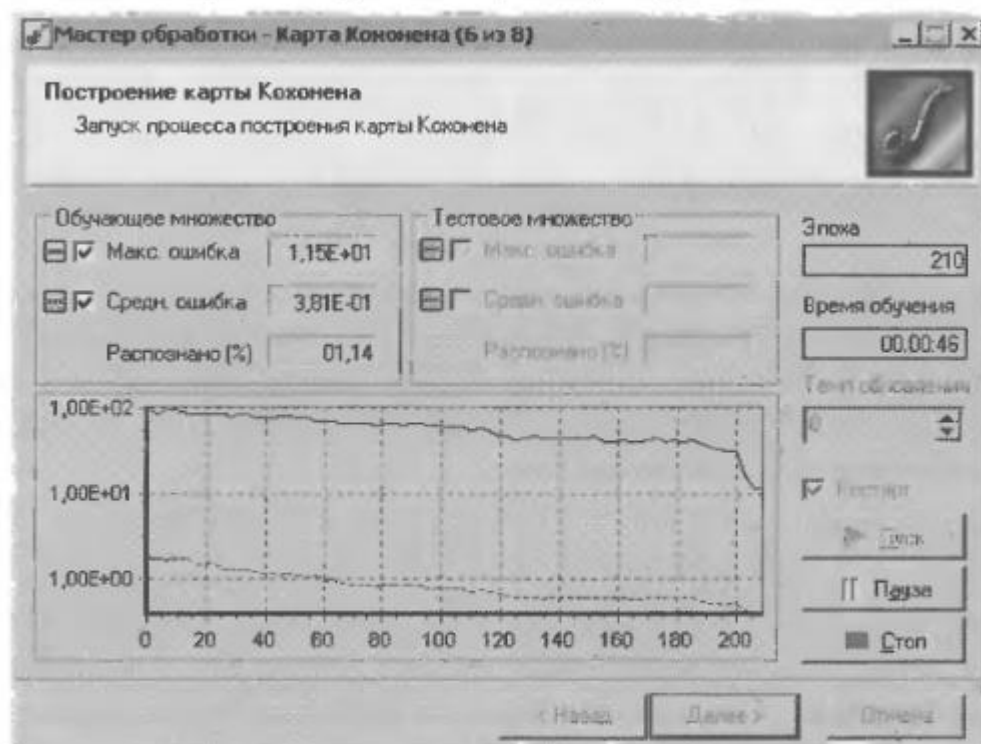 Мастер обработки - Карта Кохонена (6 из 8)
Построение карты Кохонена
Запуск процесса построения карты Кохонена
Обучающее множество
Макс. ошибка 1,15E+01
Средн. ошибка 3,81E-01
Распознано (%) 01,14
Тестовое множество
Макс. ошибка
Средн. ошибка
Распознано (%)
Эпоха
210
Время обучения
00:00:46
Темп обновления
Рестарт
Пуск
Пауза
Стоп
1,00E+02
1,00E+01
1,00E+00
0 20 40 60 80 100 120 140 160 180 200
< Назад Далее > Отмена